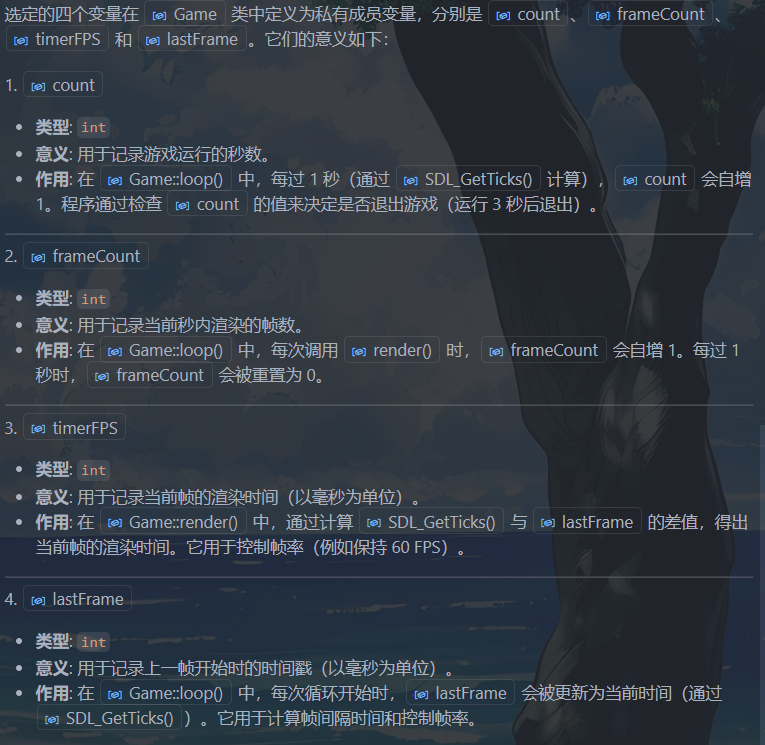 选定的四个变量在 Game 类中定义为私有成员变量，分别是 count 、 frameCount 、
timerFPS 和 lastFrame 。它们的意义如下：
1. count
• 类型: int
• 意义: 用于记录游戏运行的秒数。
• 作用: 在 Game::loop() 中，每过 1 秒（通过 SDL_GetTicks() 计算）， count 会自增
1。程序通过检查 count 的值来决定是否退出游戏（运行 3 秒后退出）。
2. frameCount
• 类型: int
• 意义: 用于记录当前秒内渲染的帧数。
• 作用: 在 Game::loop() 中，每次调用 render() 时， frameCount 会自增 1。每过 1
秒时， frameCount 会被重置为 0。
3. timerFPS
• 类型: int
• 意义: 用于记录当前帧的渲染时间（以毫秒为单位）。
• 作用: 在 Game::render() 中，通过计算 SDL_GetTicks() 与 lastFrame 的差值，得出
当前帧的渲染时间。它用于控制帧率（例如保持 60 FPS）。
4. lastFrame
• 类型: int
• 意义: 用于记录上一帧开始时的时间戳（以毫秒为单位）。
• 作用: 在 Game::loop() 中，每次循环开始时， lastFrame 会被更新为当前时间（通过
SDL_GetTicks() ）。它用于计算帧间隔时间和控制帧率。